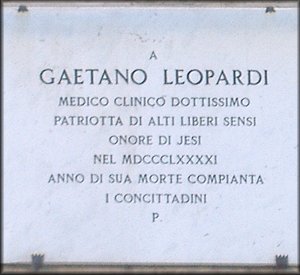 A
GAETANO LEOPARDI
MEDICO CLINICO DOTTISSIMO
PATRIOTTA DI ALTI LIBERI SENSI
ONORE DI JESI
NEL MDCCCLXXXXI
ANNO DI SUA MORTE COMPIANTA
I CONCITTADINI
P.